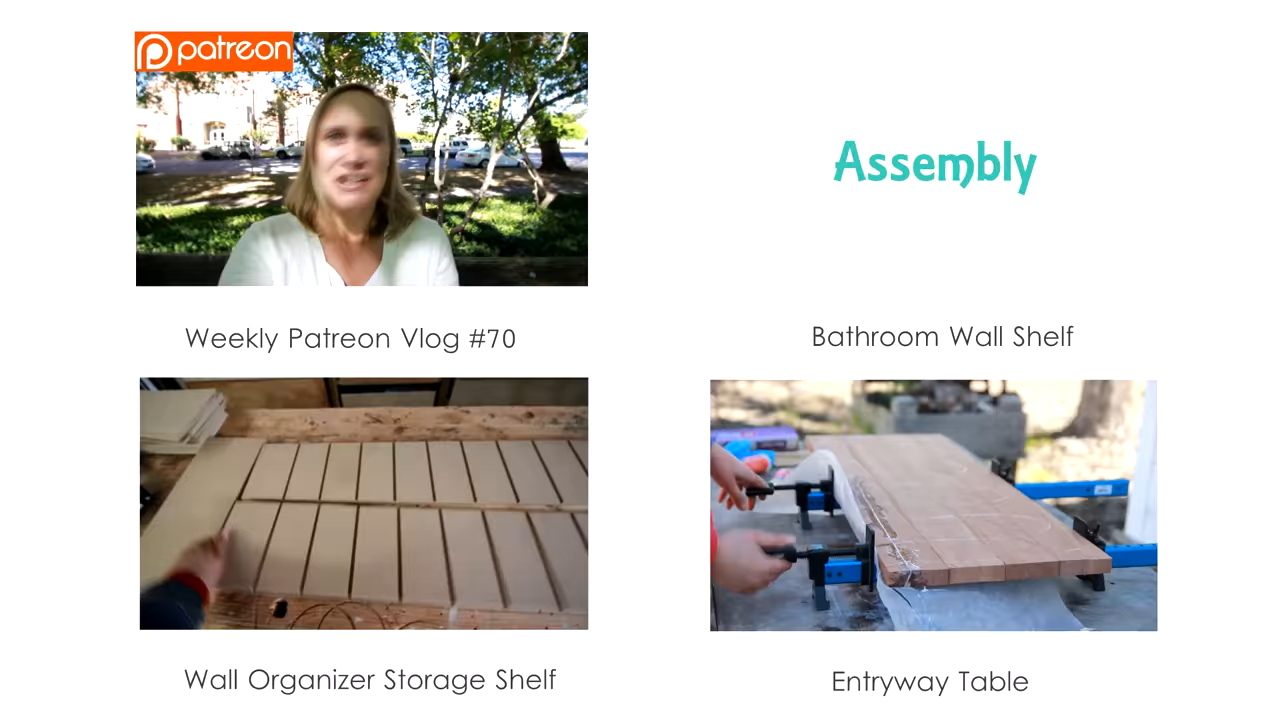 patreon
Assembly
Weekly Patreon Vlog #70
Bathroom Wall Shelf
Wall Organizer Storage Shelf
Entryway Table